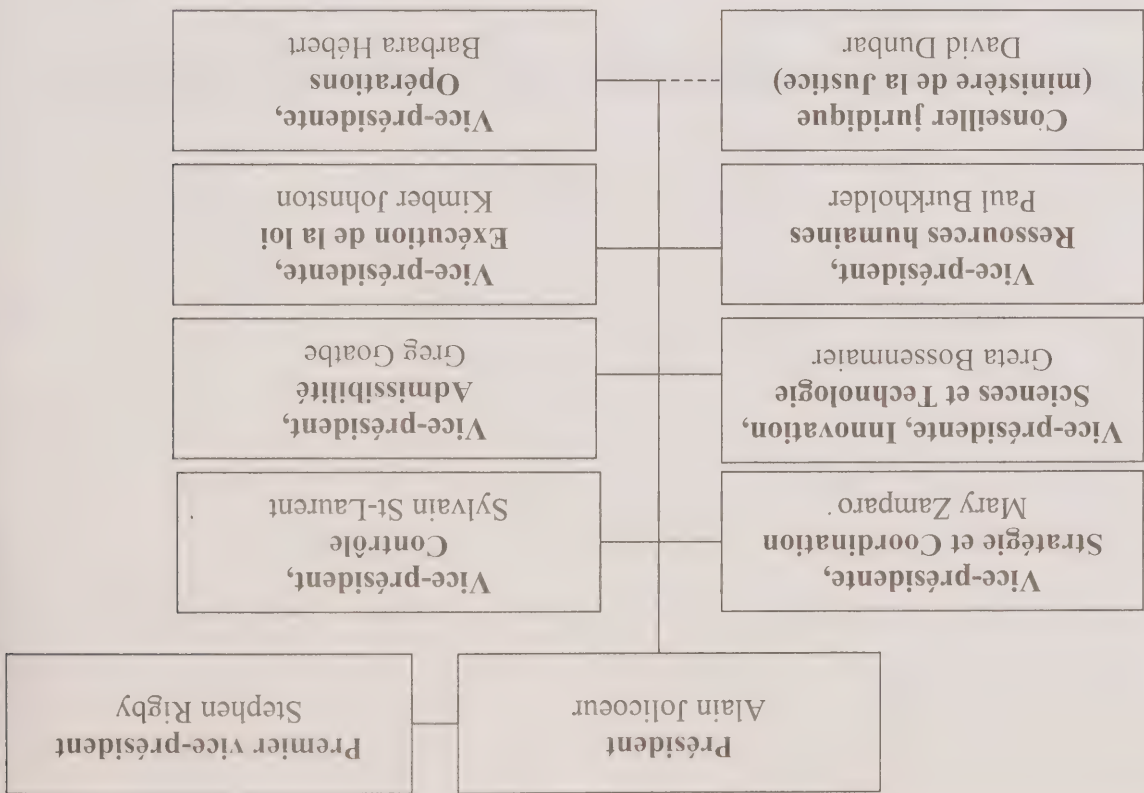 Président
Alain Jolicoeur
Premier vice-président
Stephen Rigby
Vice-présidente,
Stratégie et Coordination
Mary Zamparo
Vice-président,
Contrôle
Sylvain St-Laurent
Vice-présidente, Innovation,
Sciences et Technologie
Greta Bossenmaier
Vice-président,
Admissibilité
Greg Goatbe
Vice-président,
Ressources humaines
Paul Burkholder
Vice-présidente,
Exécution de la loi
Kimber Johnston
Conseiller juridique
(ministère de la Justice)
David Dunbar
Vice-présidente,
Opérations
Barbara Hébert